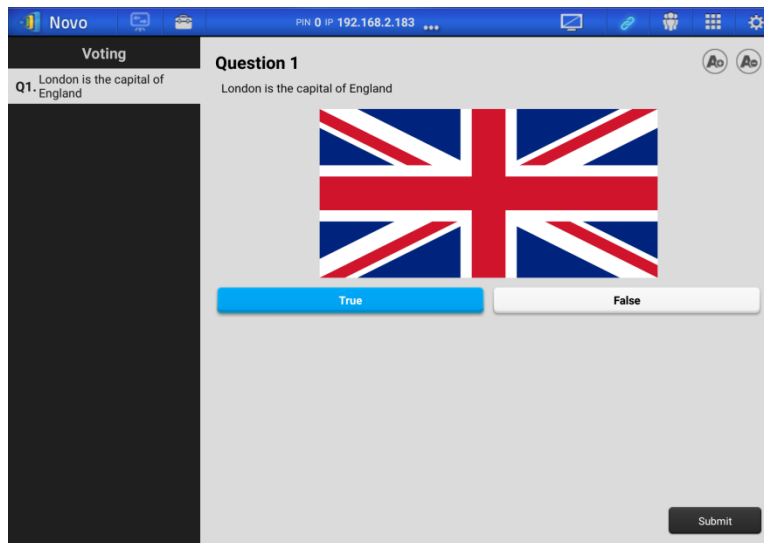 Novo
PIN 0 IP 192.168.2.183 ...
Voting
Q1. London is the capital of
England
Question 1
London is the capital of England
True
False
Submit